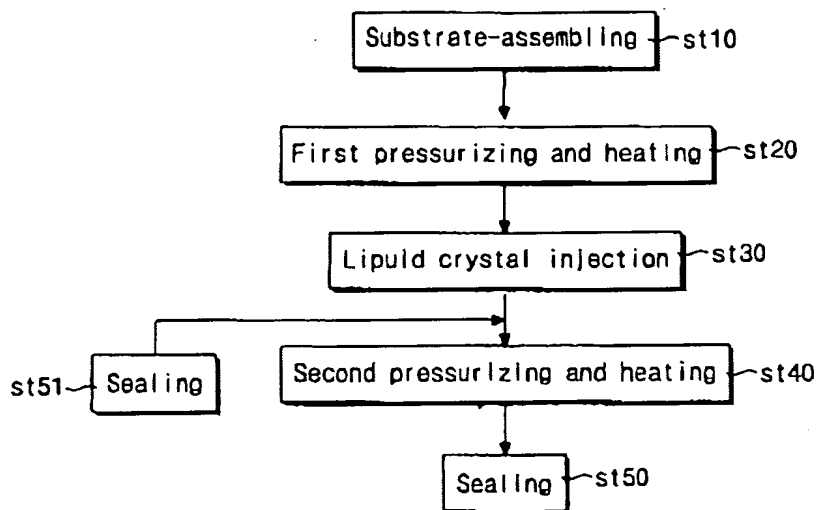 Substrate-assembling st10
First pressurizing and heating st20
Lipuid crystal injection st30
st51 Sealing
Second pressurizing and heating st40
Sealing st50